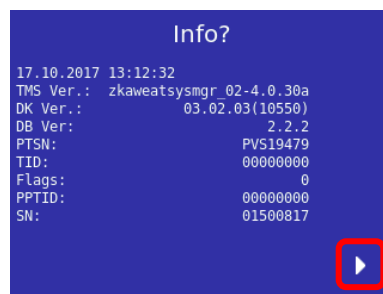 Info?
17.10.2017 13:12:32
TMS Ver.: zkaweatsysmgr_02-4.0.30a
DK Ver.: 03.02.03(10550)
DB Ver: 2.2.2
PTSN: PVS19479
TID: 00000000
Flags: 0
PPTID: 00000000
SN: 01500817